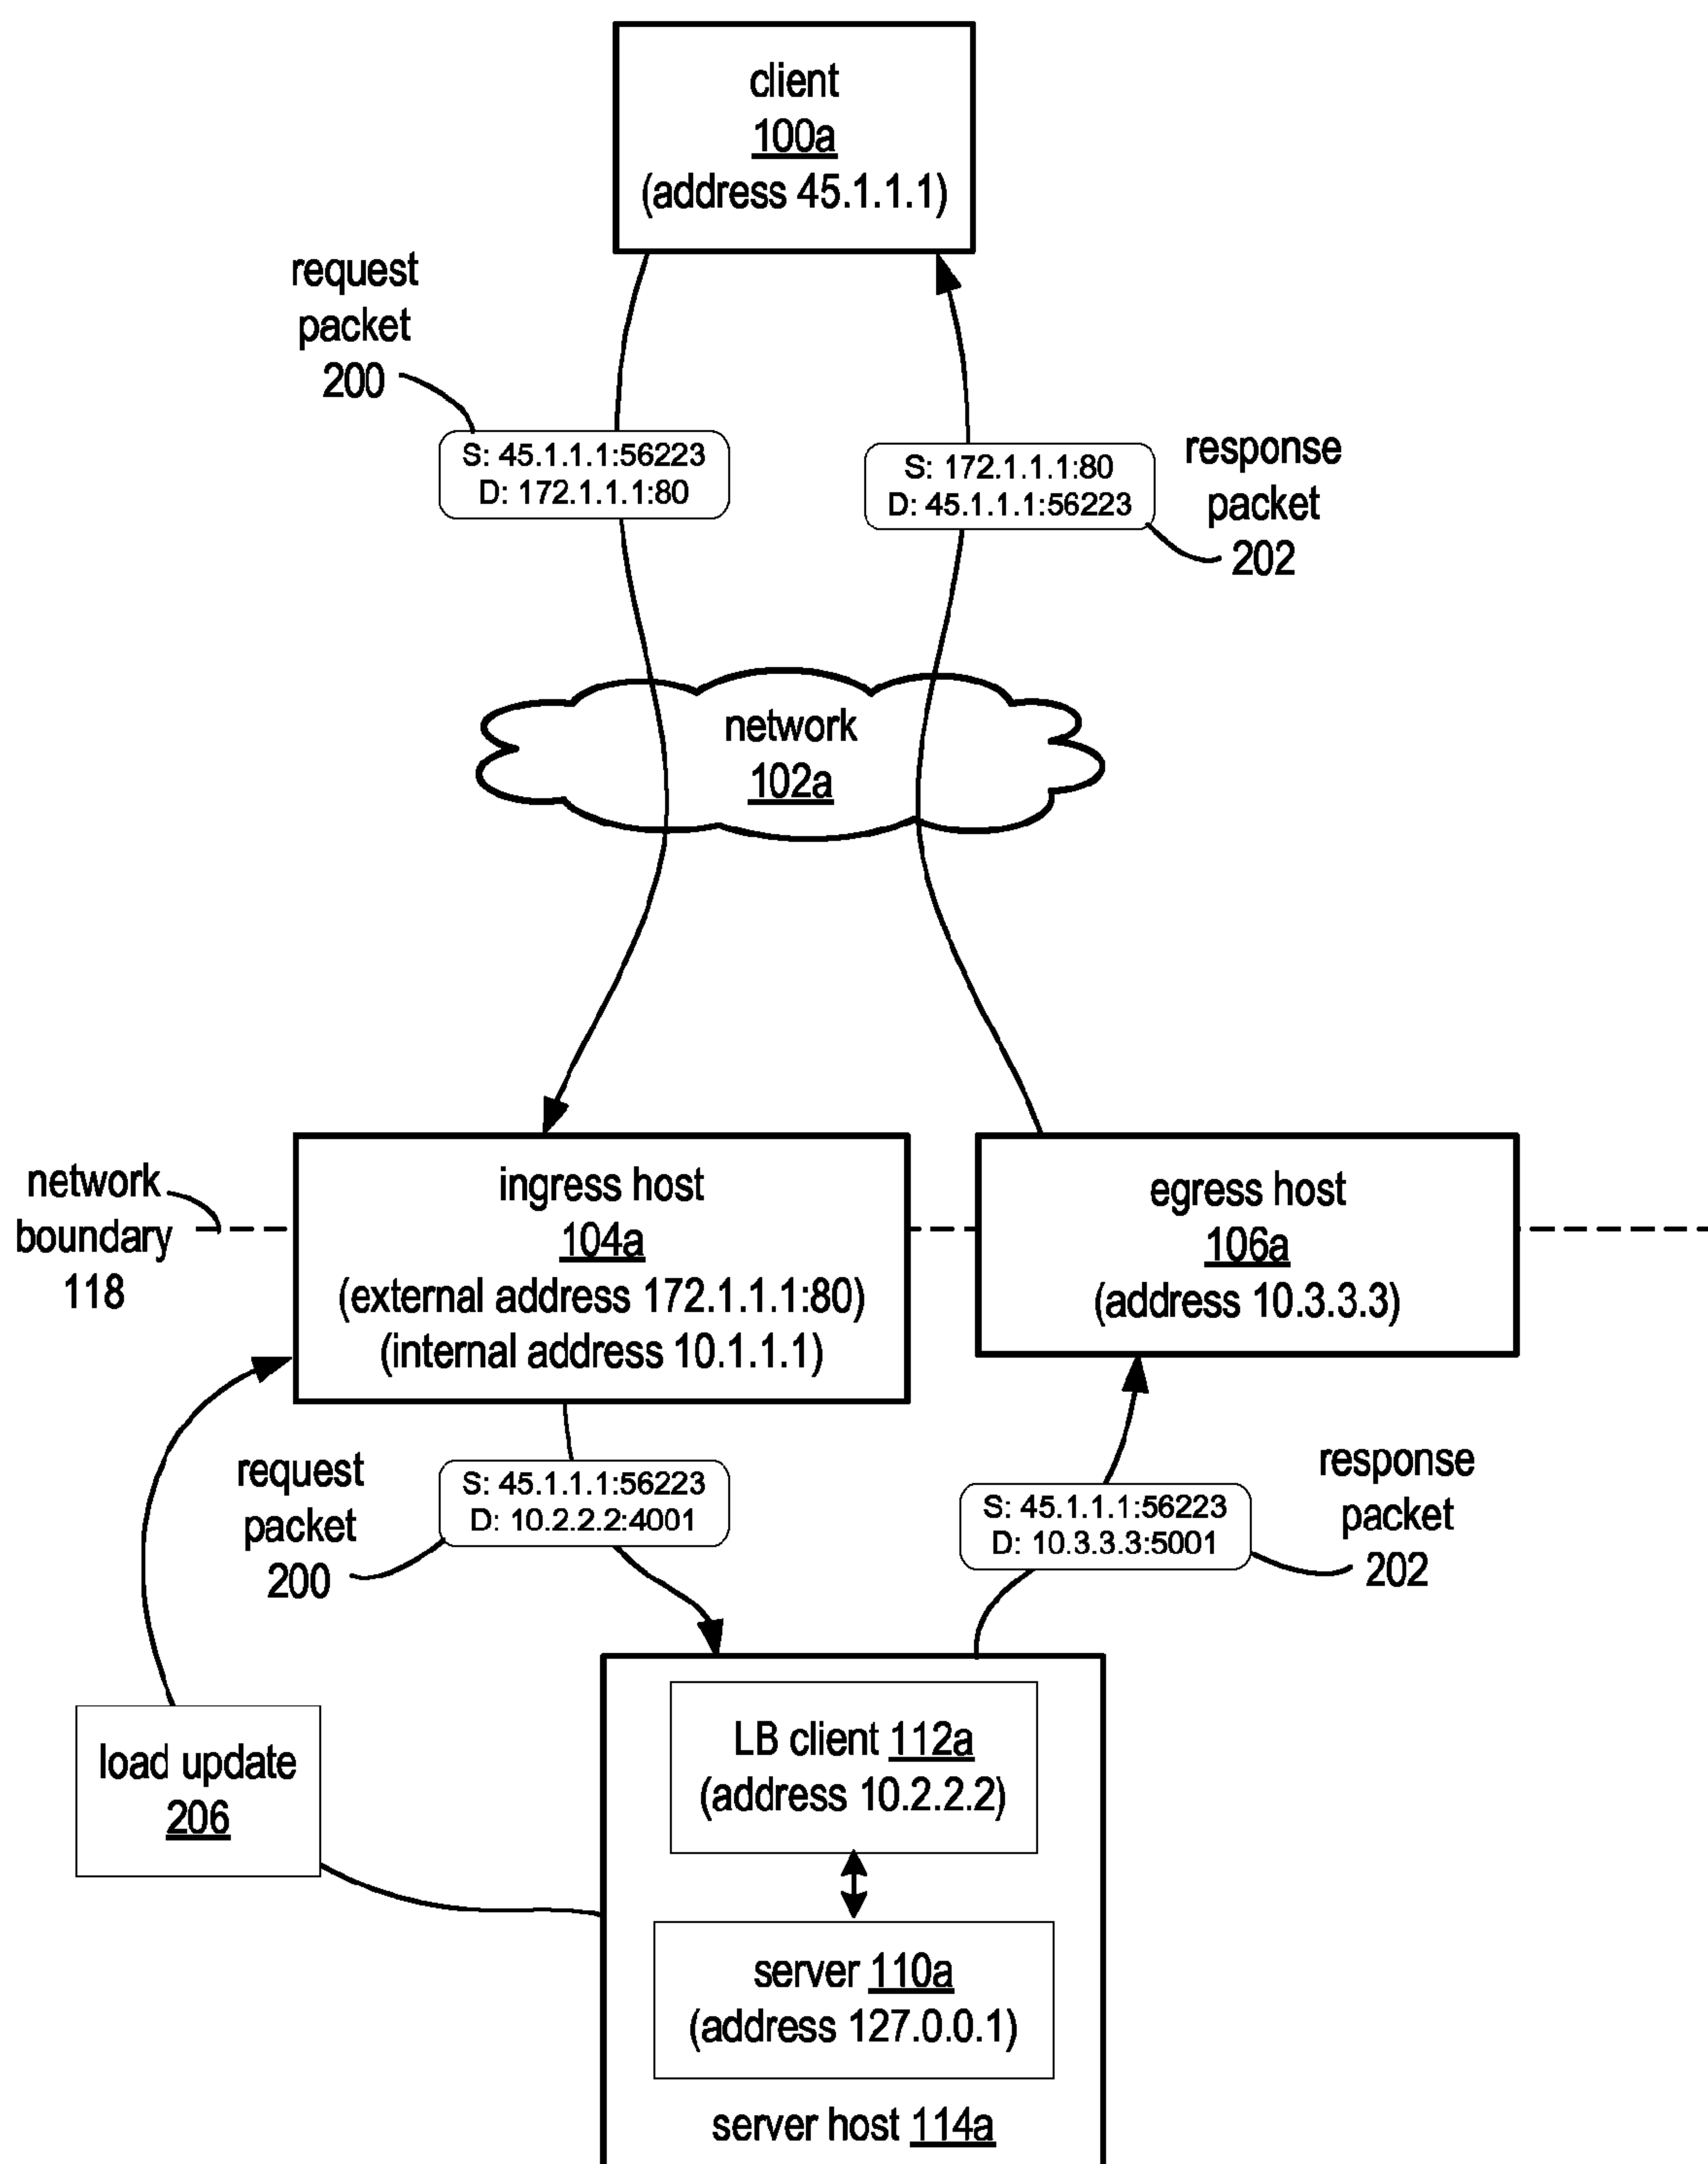 client
100a
(address 45.1.1.1)
request
packet
200
S: 45.1.1.1:56223
D: 172.1.1.1:80
S: 172.1.1.1:80
D: 45.1.1.1:56223
response
packet
202
network
102a
network
boundary
118
ingress host
104a
(external address 172.1.1.1:80)
(internal address 10.1.1.1)
egress host
106a
(address 10.3.3.3)
request
packet
200
S: 45.1.1.1:56223
D: 10.2.2.2:4001
S: 45.1.1.1:56223
D: 10.3.3.3:5001
response
packet
202
load update
206
LB client 112a
(address 10.2.2.2)
server 110a
(address 127.0.0.1)
server host 114a